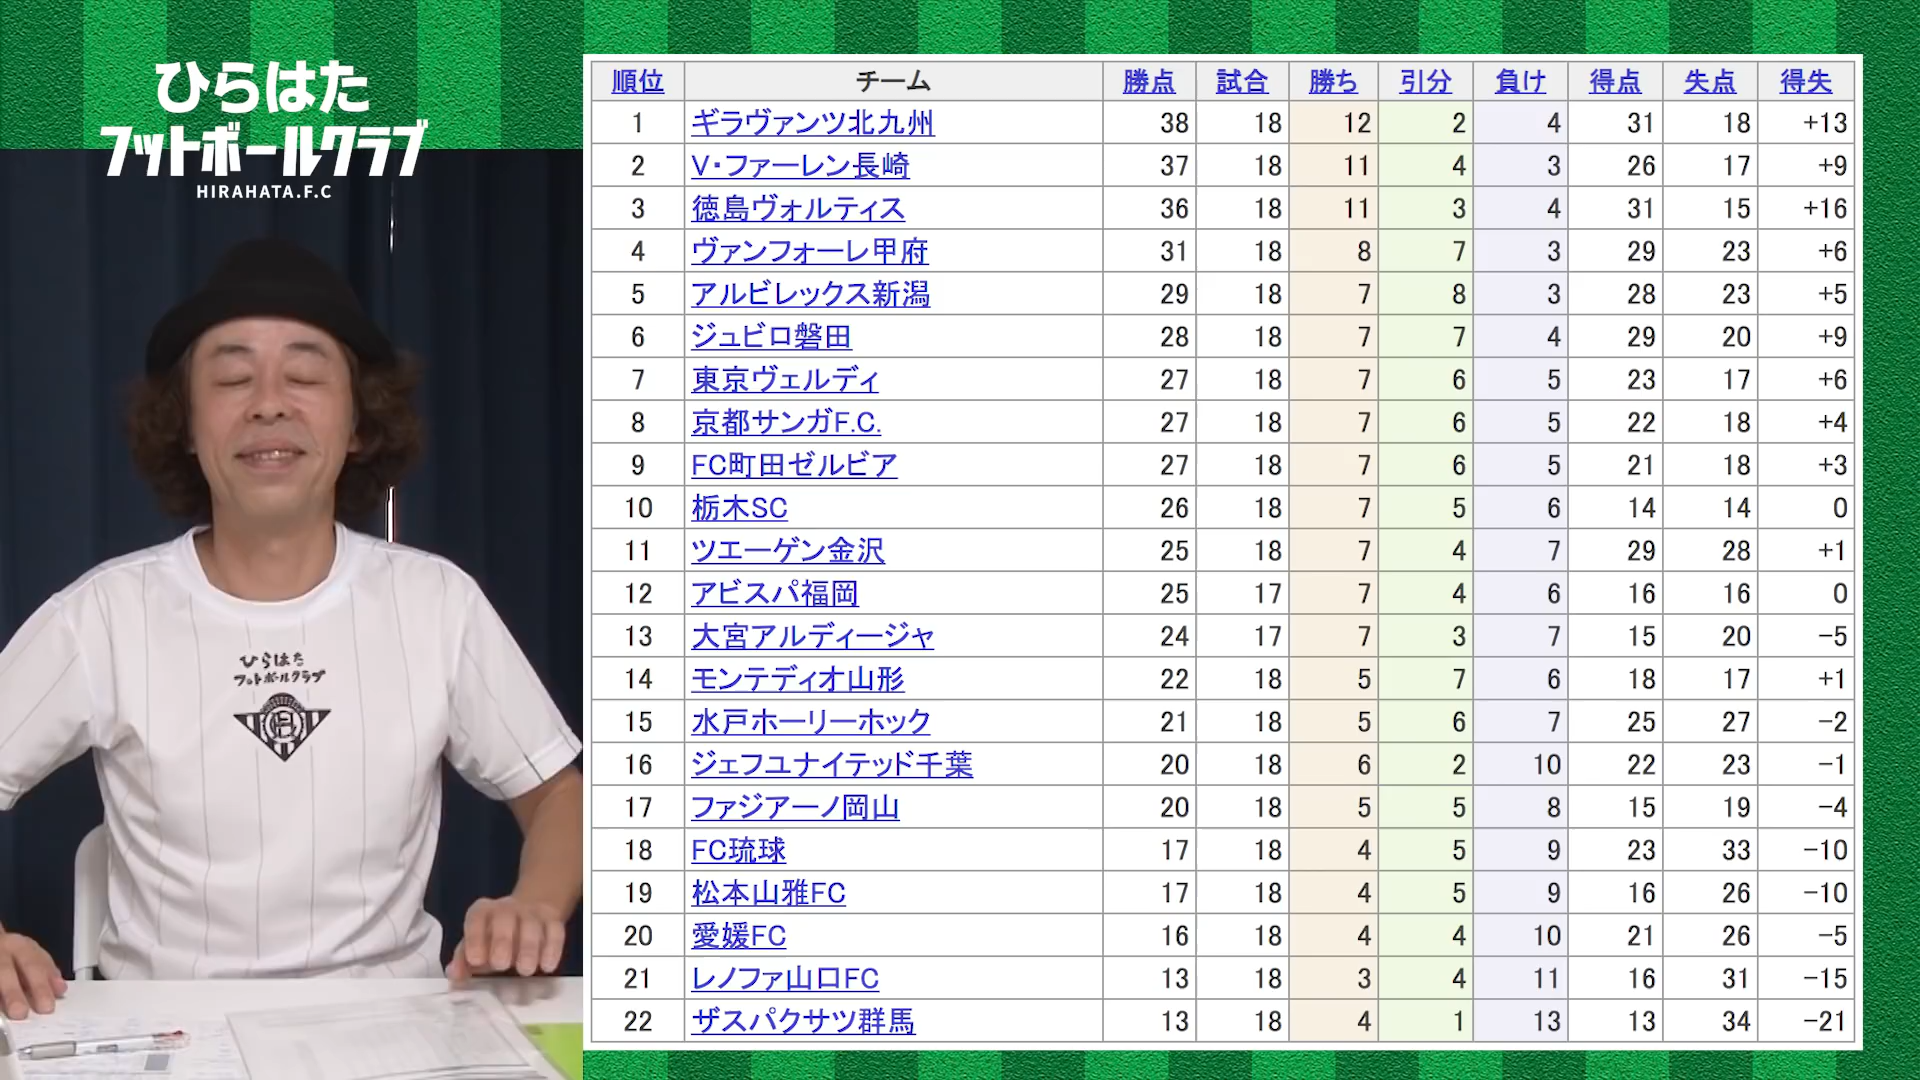 ひらはた
フットボールクラブ
HIRAHATA.F.C
ひらはた
フットボールクラブ
順位 チーム 勝点 試合 勝ち 引分 負け 得点 失点 得失
1 ギラヴァンツ北九州 38 18 12 2 4 31 18 +13
2 V・ファーレン長崎 37 18 11 4 3 26 17 +9
3 徳島ヴォルティス 36 18 11 3 4 31 15 +16
4 ヴァンフォーレ甲府 31 18 8 7 3 29 23 +6
5 アルビレックス新潟 29 18 7 8 3 28 23 +5
6 ジュビロ磐田 28 18 7 7 4 29 20 +9
7 東京ヴェルディ 27 18 7 6 5 23 17 +6
8 京都サンガF.C. 27 18 7 6 5 22 18 +4
9 FC町田ゼルビア 27 18 7 6 5 21 18 +3
10 栃木SC 26 18 7 5 6 14 14 0
11 ツエーゲン金沢 25 18 7 4 7 29 28 +1
12 アビスパ福岡 25 17 7 4 6 16 16 0
13 大宮アルディージャ 24 17 7 3 7 15 20 −5
14 モンテディオ山形 22 18 5 7 6 18 17 +1
15 水戸ホーリーホック 21 18 5 6 7 25 27 −2
16 ジェフユナイテッド千葉 20 18 6 2 10 22 23 −1
17 ファジアーノ岡山 20 18 5 5 8 15 19 −4
18 FC琉球 17 18 4 5 9 23 33 −10
19 松本山雅FC 17 18 4 5 9 16 26 −10
20 愛媛FC 16 18 4 4 10 21 26 −5
21 レノファ山口FC 13 18 3 4 11 16 31 −15
22 ザスパクサツ群馬 13 18 4 1 13 13 34 −21